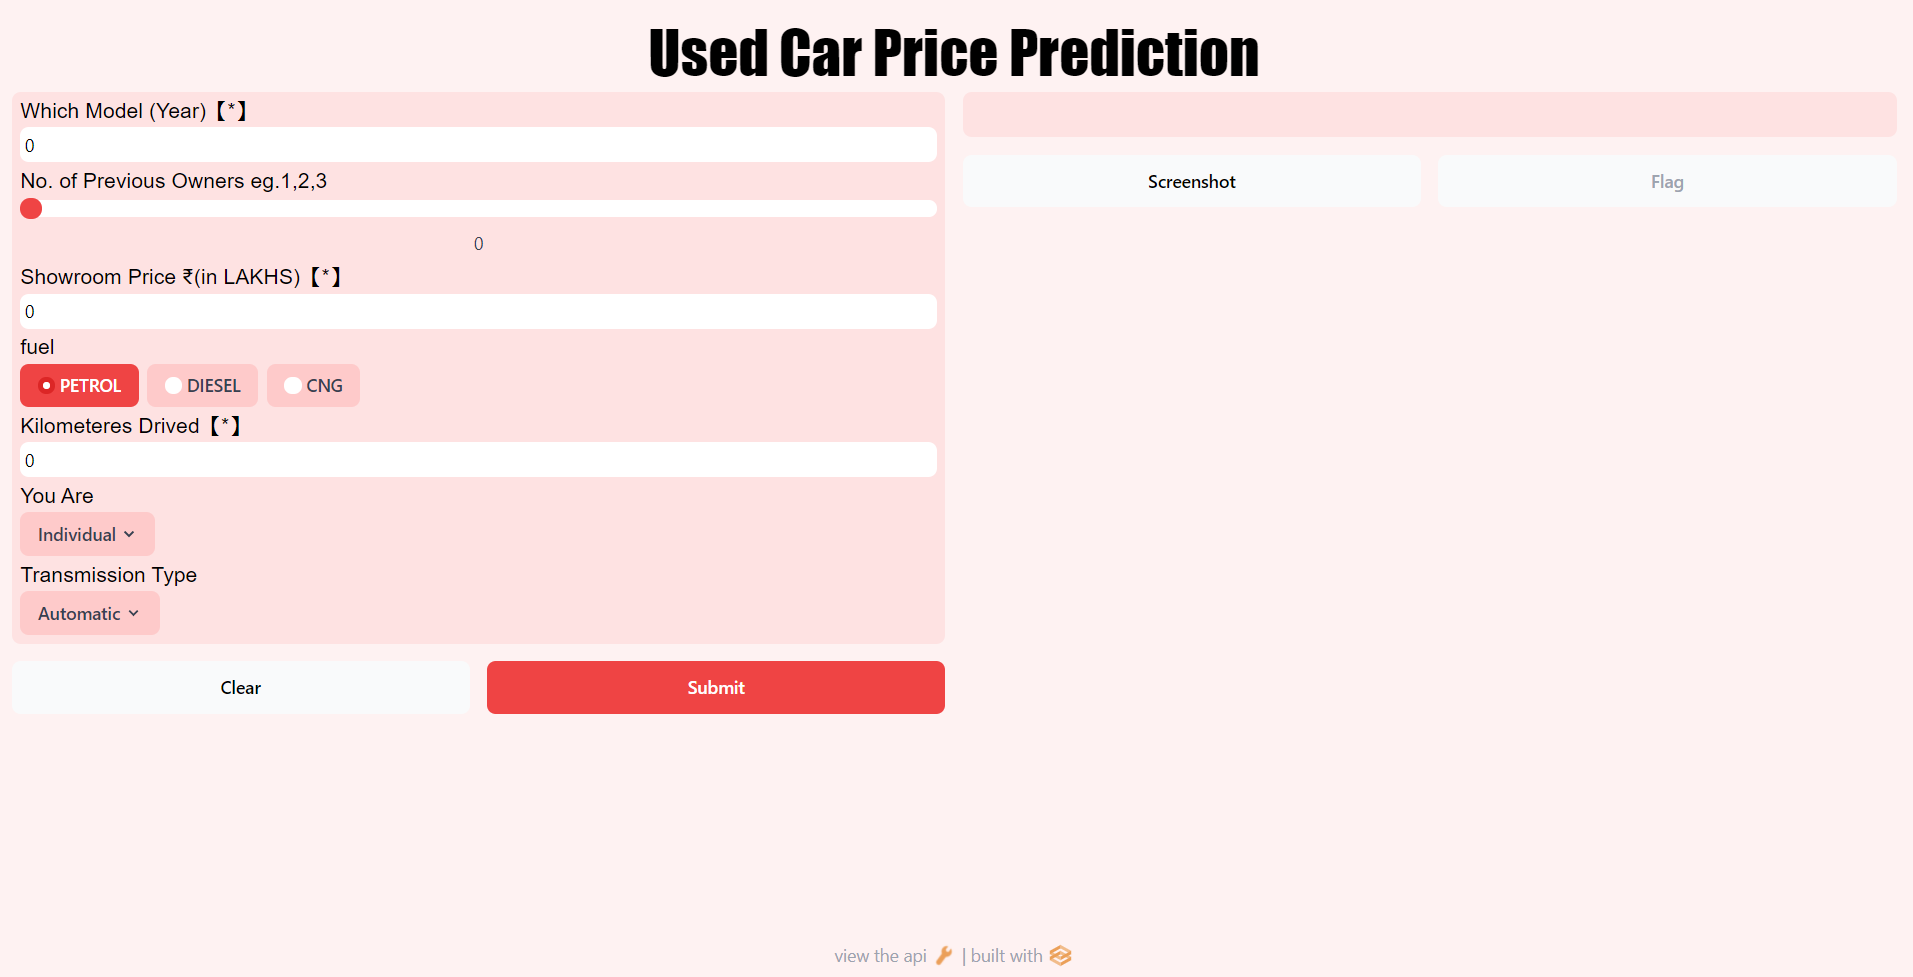 Used Car Price Prediction
Which Model (Year)【*】
0
No. of Previous Owners eg.1,2,3
0
Showroom Price ₹(in LAKHS)【*】
0
fuel
PETROL DIESEL CNG
Kilometeres Drived【*】
0
You Are
Individual
Transmission Type
Automatic
Clear Submit
Screenshot Flag
view the api | built with